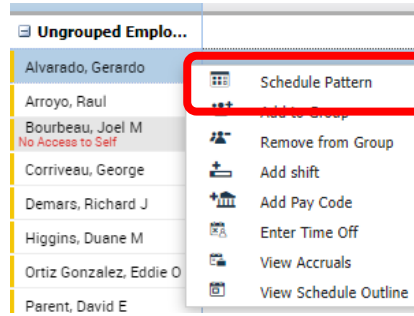 Ungrouped Emplo...
Alvarado, Gerardo
Arroyo, Raul
Bourbeau, Joel M
No Access to Self
Corriveau, George
Demars, Richard J
Higgins, Duane M
Ortiz Gonzalez, Eddie O
Parent, David E
Schedule Pattern
Add to Group
Remove from Group
Add shift
Add Pay Code
Enter Time Off
View Accruals
View Schedule Outline